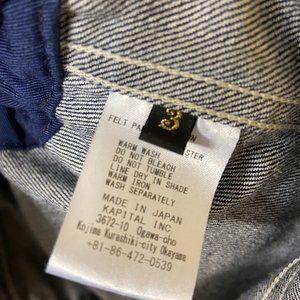 3
FELT PA
WARM WASH
DO NOT BLEACH
DO NOT TUMBLE
LINE DRY IN SHADE
WARM IRON
WASH SEPARATELY
MADE IN JAPAN
KAPITAL INC.
3672-10 Ogawa-cho
Kojima Kurashiki-city Okayama
+81-86-472-0539